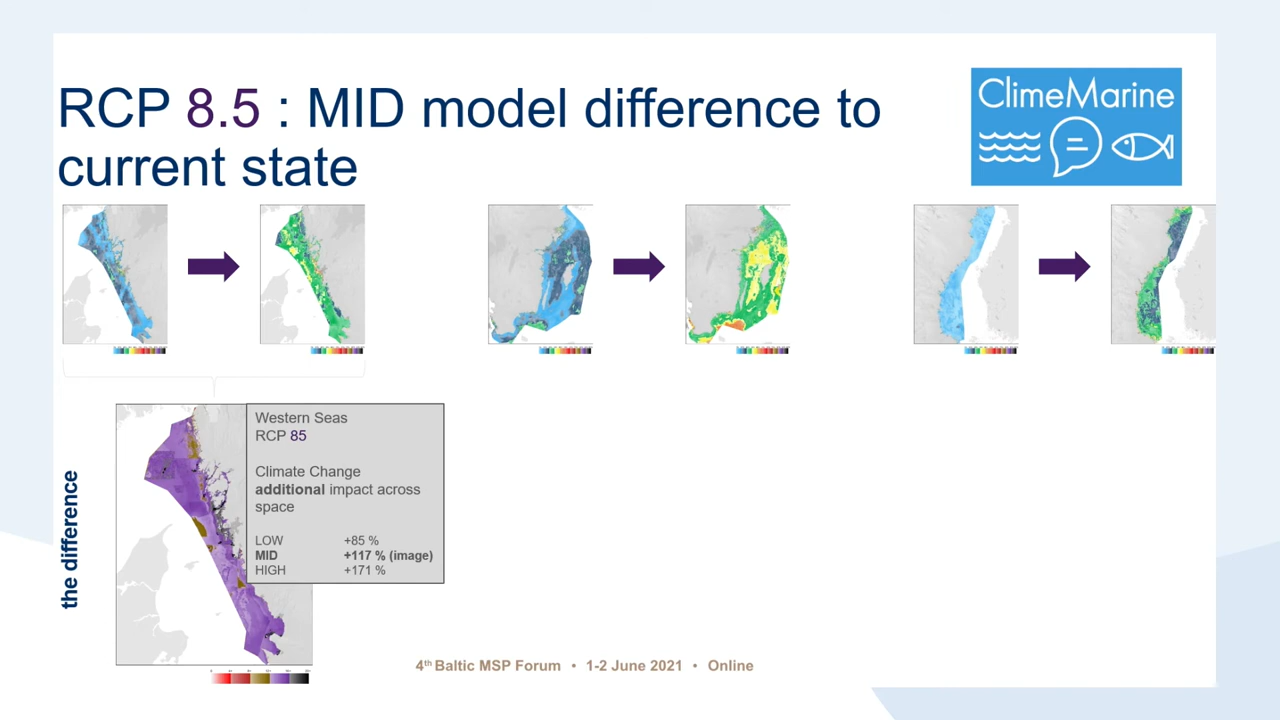 RCP 8.5 : MID model difference to
current state
ClimeMarine
the difference
Western Seas
RCP 85
Climate Change
additional impact across
space
LOW +85 %
MID +117 % (image)
HIGH +171 %
4th Baltic MSP Forum • 1-2 June 2021 • Online